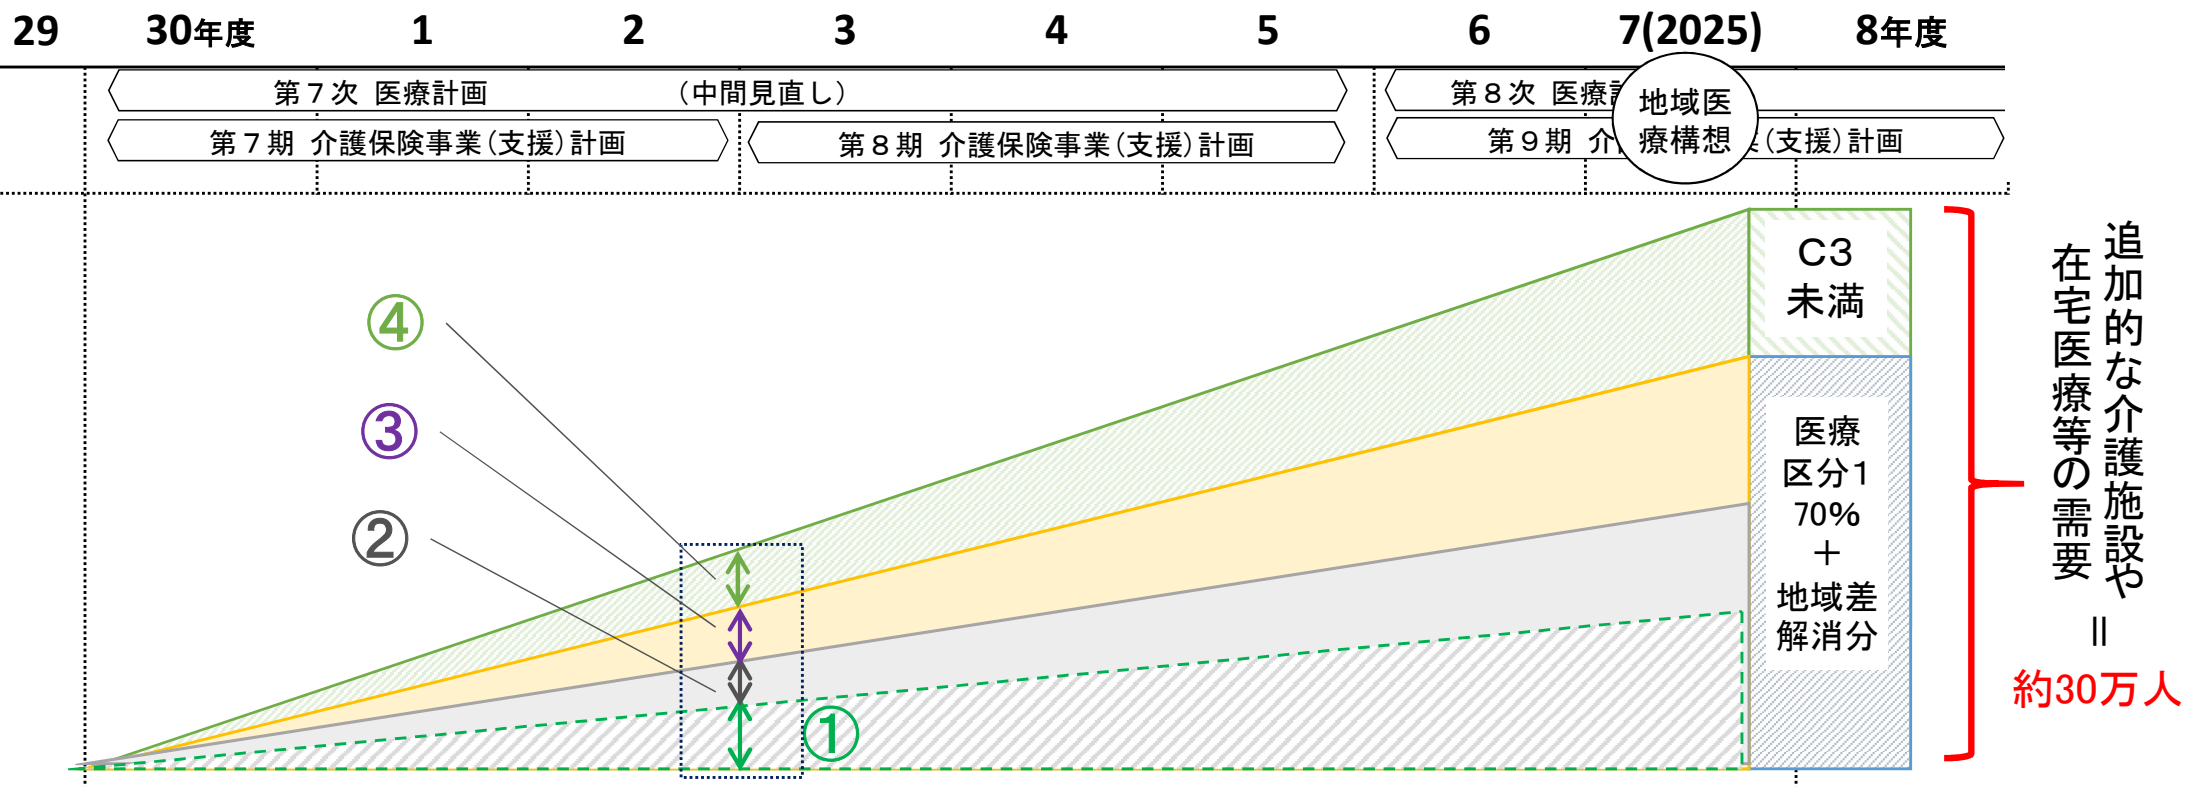 29 30年度 1 2 3 4 5 6 7(2025) 8年度
第７次 医療計画 （中間見直し）
第８次 医療
第７期 介護保険事業(支援)計画
第８期 介護保険事業(支援)計画
第９期 介
(支援)計画
地域医
療構想
C3
未満
④
③
②
①
医療
区分1
70%
＋
地域差
解消分
追加的な介護施設や
在宅医療等の需要
＝
約30万人